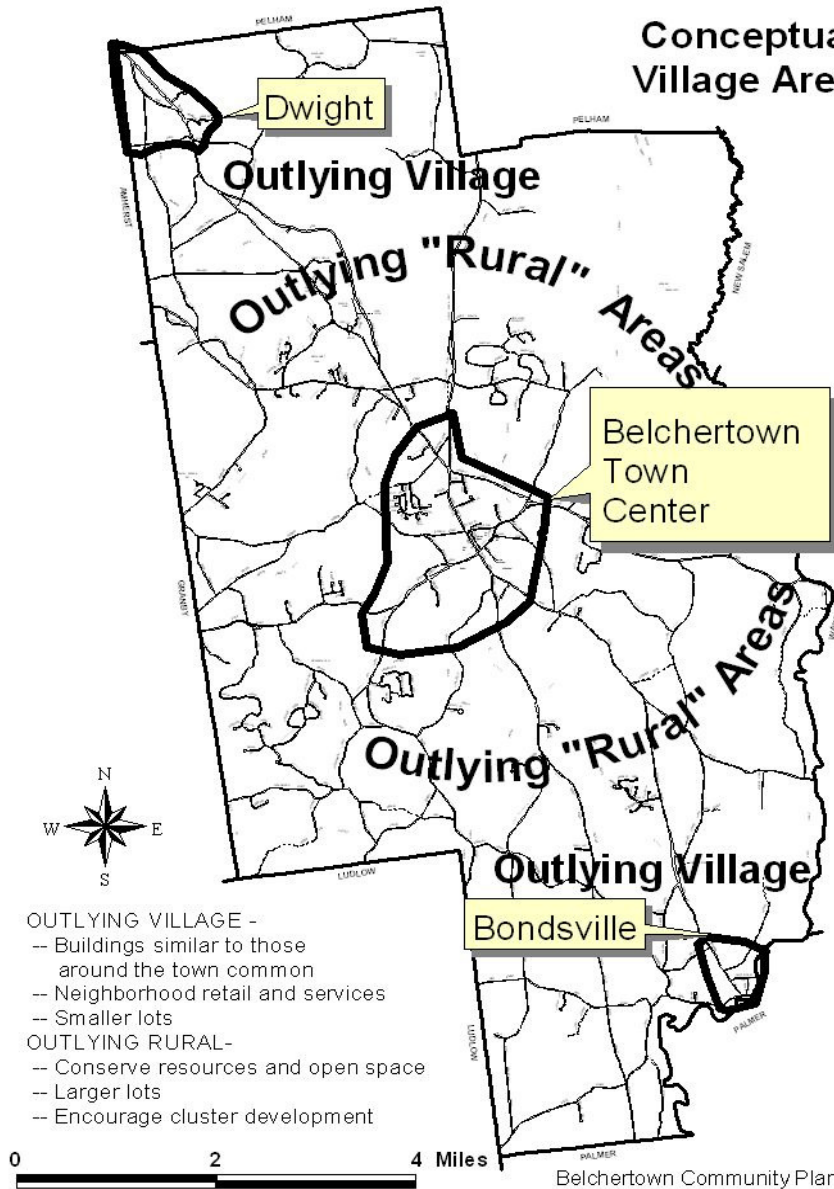 PELHAM
Conceptua
Village Are
Dwight
PELHAM
AMHERST
Outlying Village
Outlying "Rural" Areas
NEW SALEM
Belchertown
Town
Center
GRANBY
Outlying "Rural" Areas
N
W E
S
LUDLOW
Outlying Village
Bondsville
OUTLYING VILLAGE -
-- Buildings similar to those
around the town common
-- Neighborhood retail and services
-- Smaller lots
OUTLYING RURAL-
-- Conserve resources and open space
-- Larger lots
-- Encourage cluster development
LUDLOW
PALMER
0 2 4 Miles
PALMER
Belchertown Community Plan